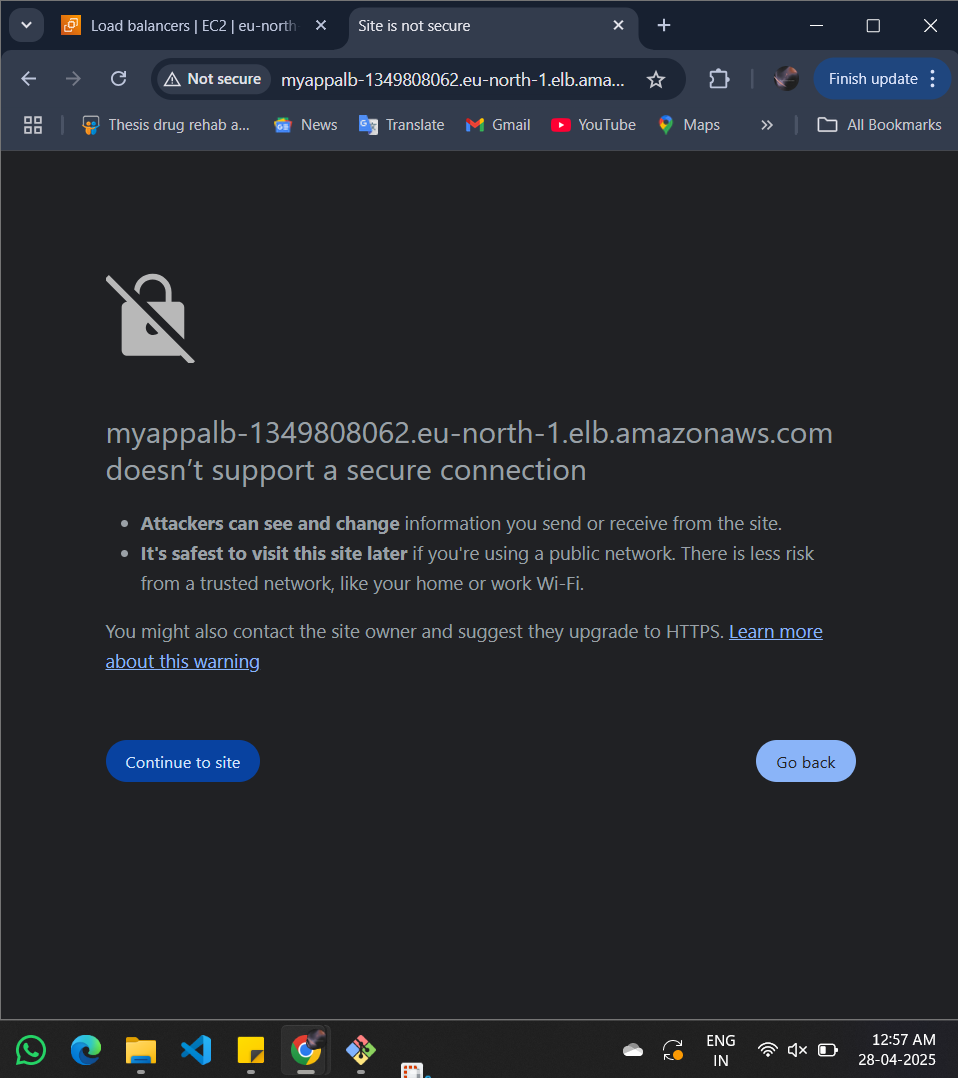 Load balancers | EC2 | eu-north
Site is not secure
Not secure
myappalb-1349808062.eu-north-1.elb.ama...
Finish update
Thesis drug rehab a...
News
Translate
Gmail
YouTube
Maps
All Bookmarks
myappalb-1349808062.eu-north-1.elb.amazonaws.com
doesn’t support a secure connection
• Attackers can see and change information you send or receive from the site.
• It's safest to visit this site later if you're using a public network. There is less risk
from a trusted network, like your home or work Wi-Fi.
You might also contact the site owner and suggest they upgrade to HTTPS. Learn more
about this warning
Continue to site
Go back
ENG
IN
12:57 AM
28-04-2025